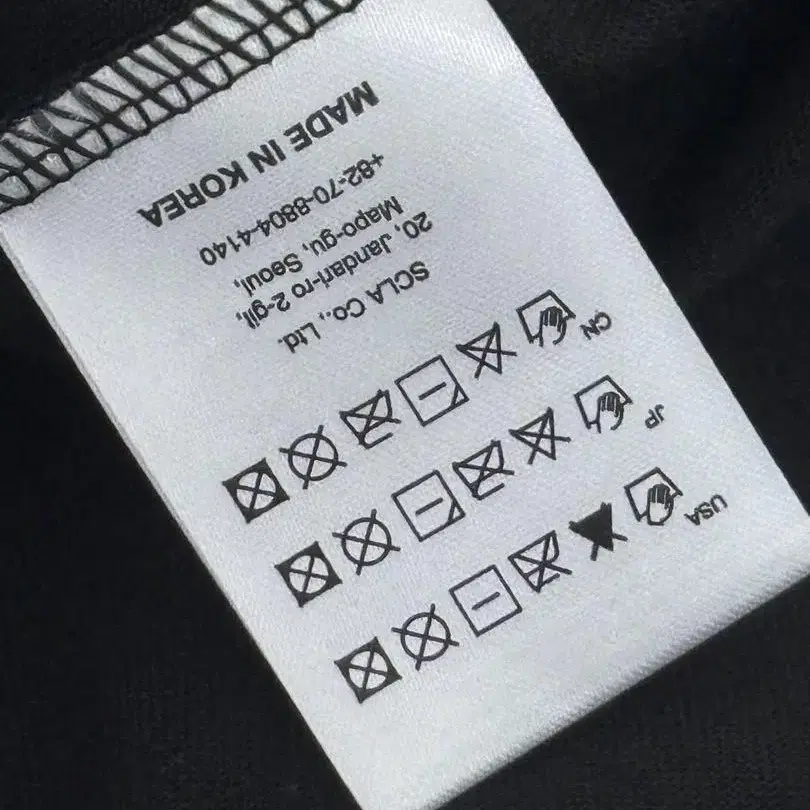 USA
JP
CN
SCLA Co., Ltd.
20, Jandari-ro 2-gil,
Mapo-gu, Seoul,
+82-70-8804-4140
MADE IN KOREA